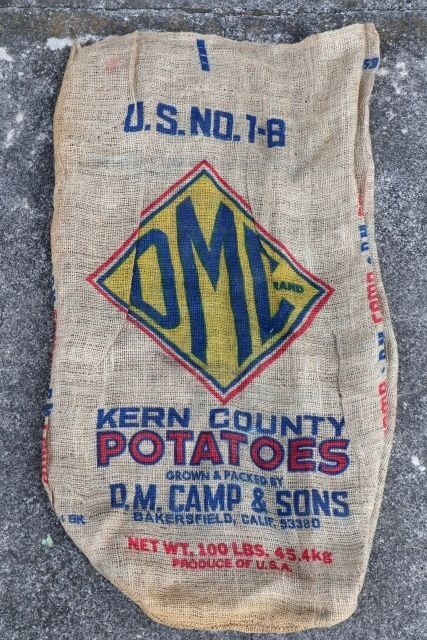 U.S. NO. 1-B
DMC
BRAND
KERN COUNTY
POTATOES
GROWN & PACKED BY
D.M. CAMP & SONS
BAKERSFIELD, CALIF. 93380
NET WT. 100 LBS. 45.4kg
PRODUCE OF U.S.A.